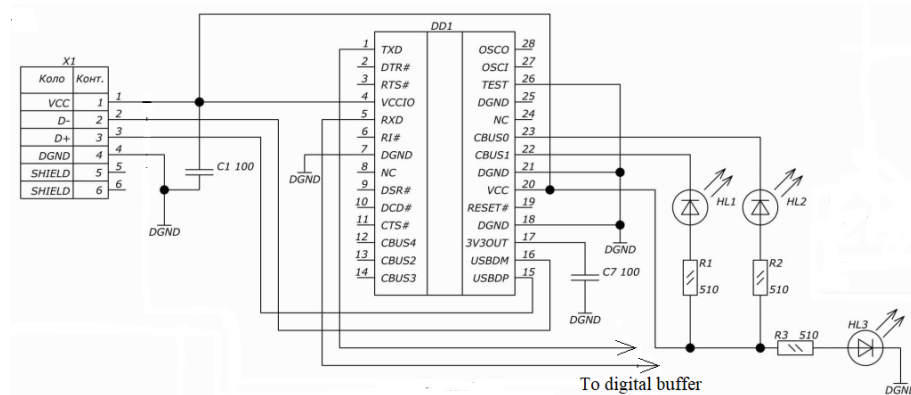 X1
Коло Конт.
VCC 1 1
D- 2 2
D+ 3 3
DGND 4 4
SHIELD 5 5
SHIELD 6 6
DGND
C1 100
DGND
DD1
1 TXD OSCO 28
2 DTR# OSCI 27
3 RTS# TEST 26
4 VCCIO DGND 25
5 RXD NC 24
6 RI# CBUS0 23
7 DGND CBUS1 22
8 NC DGND 21
9 DSR# VCC 20
10 DCD# RESET# 19
11 CTS# DGND 18
12 CBUS4 3V3OUT 17
13 CBUS2 USBDM 16
14 CBUS3 USBDP 15
DGND
C7 100
DGND
HL1
HL2
R1
510
R2
510
R3 510
HL3
DGND
To digital buffer